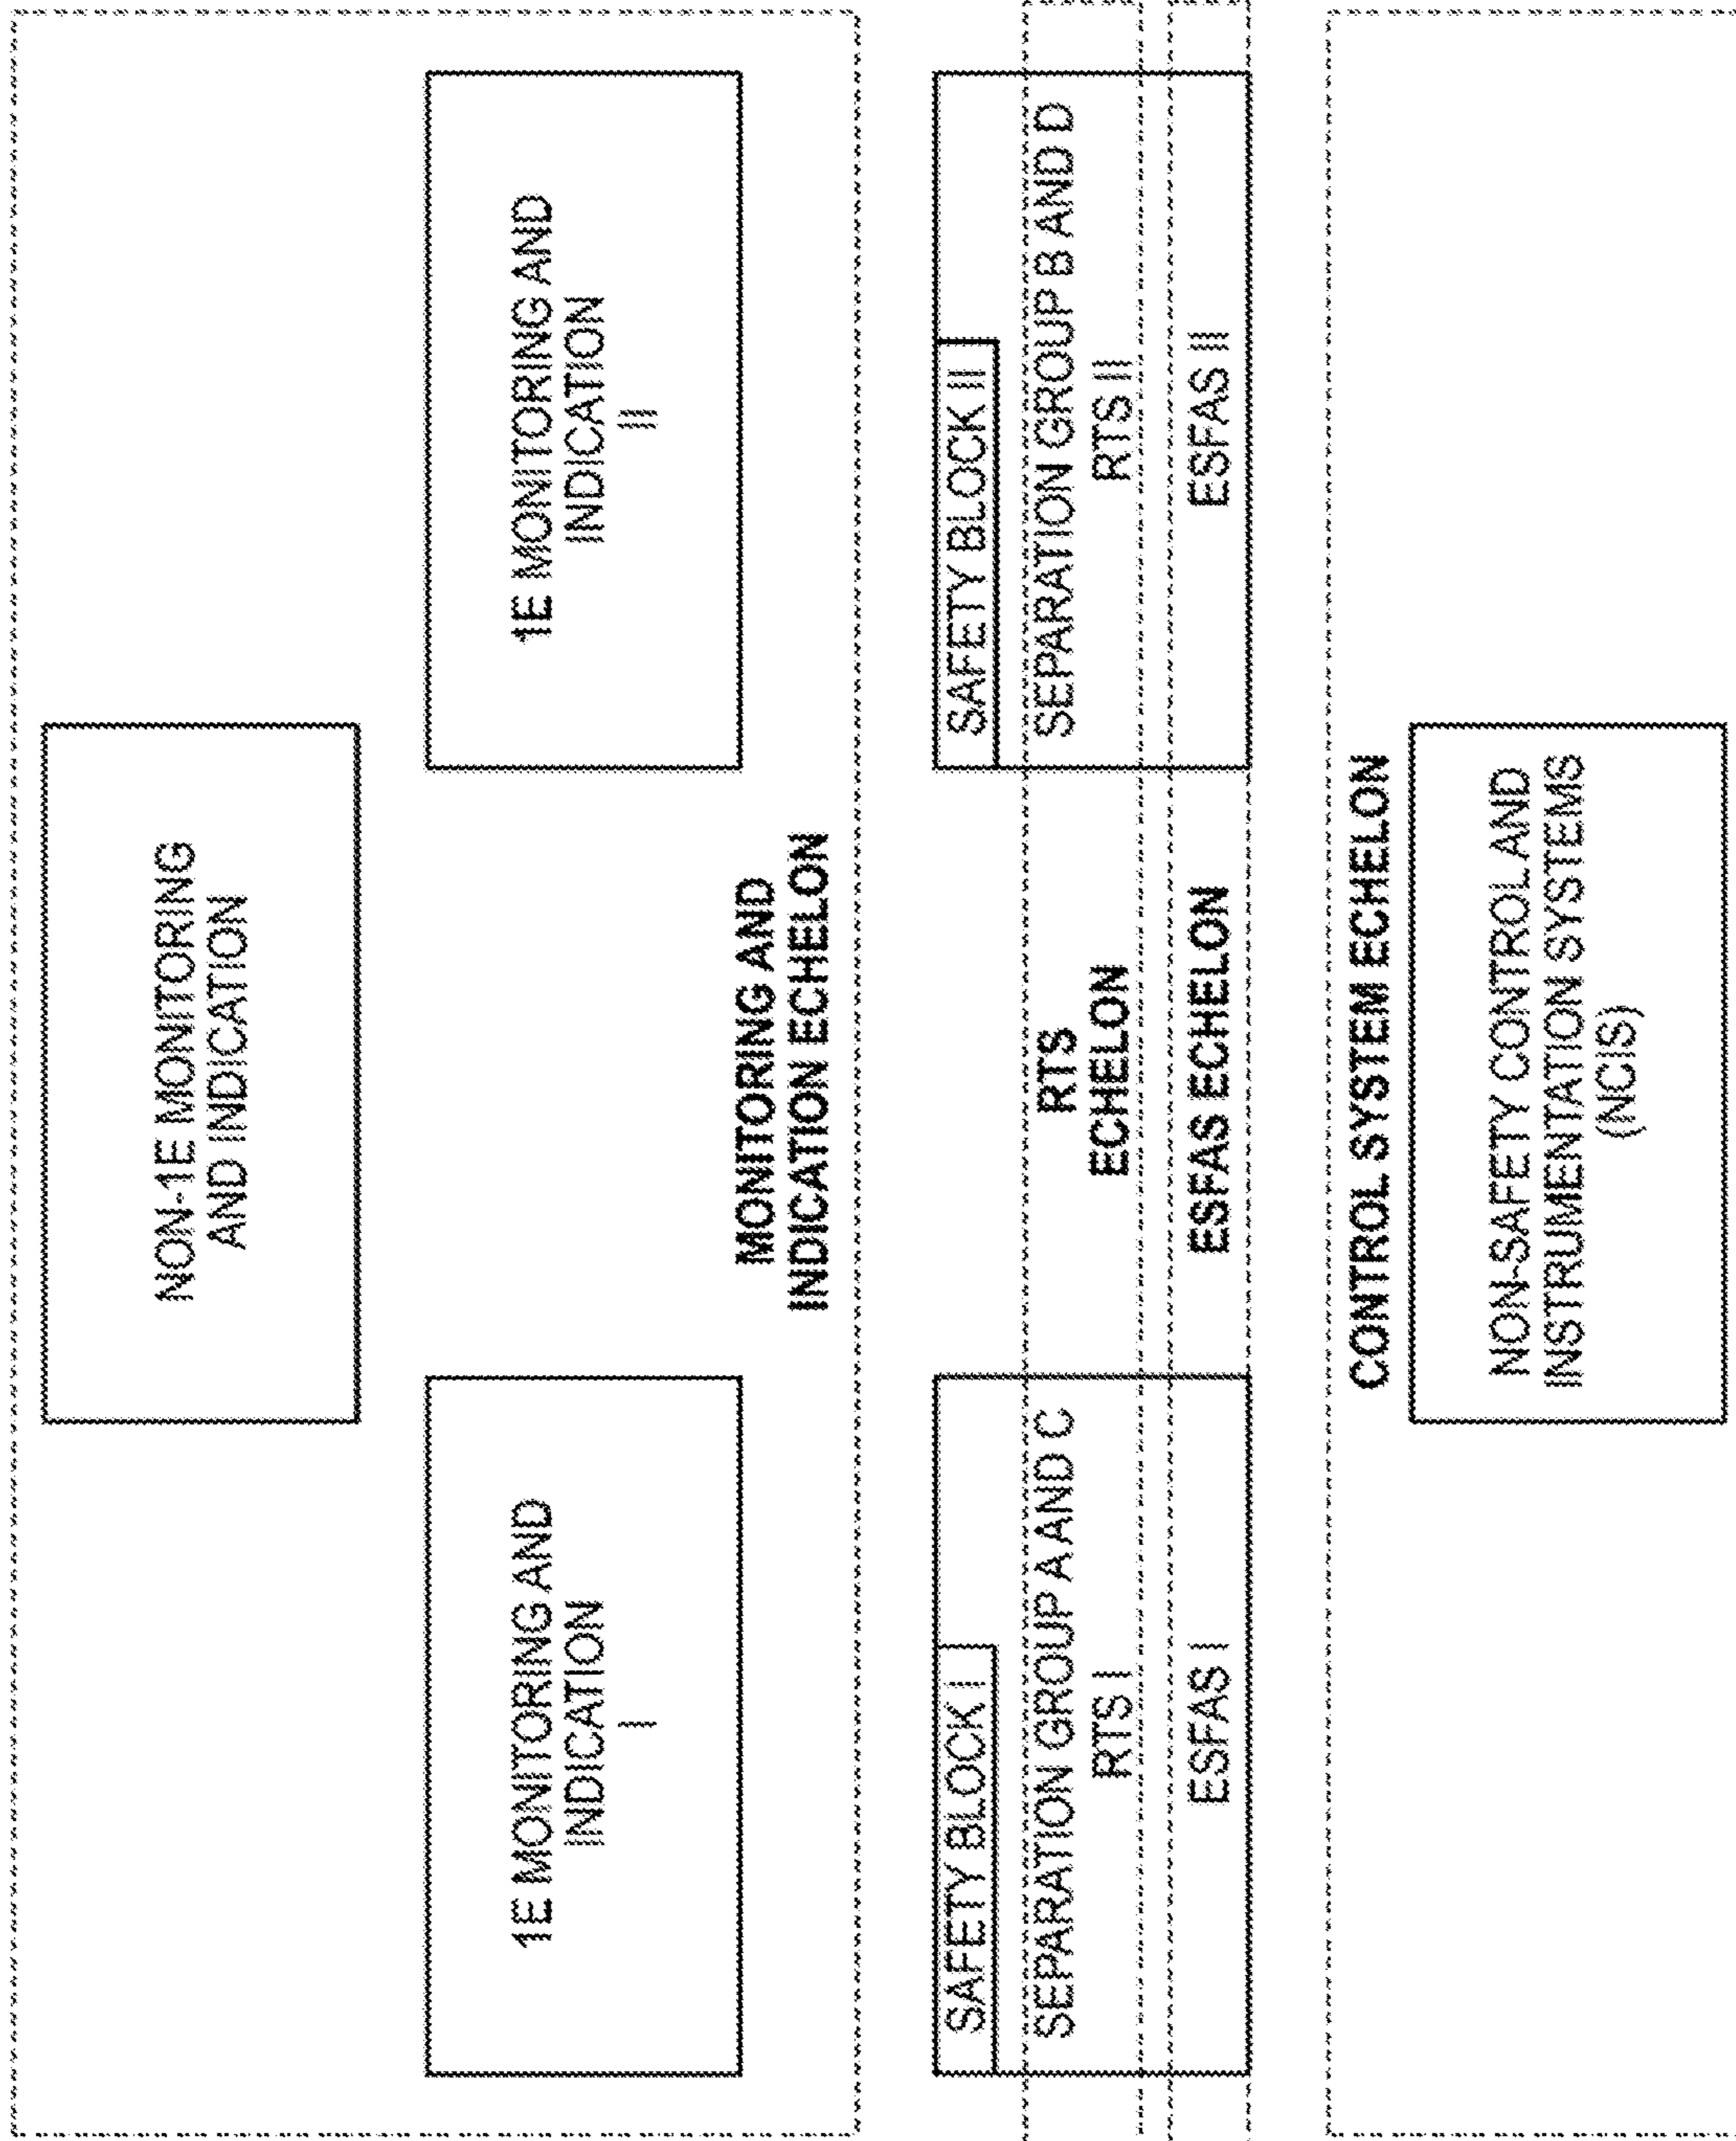 NON-1E MONITORING
AND INDICATION
1E MONITORING AND
INDICATION
I
1E MONITORING AND
INDICATION
II
MONITORING AND
INDICATION ECHELON
SAFETY BLOCK I
SEPARATION GROUP A AND C
RTS I
ESFAS I
RTS
ECHELON
ESFAS ECHELON
SAFETY BLOCK II
SEPARATION GROUP B AND D
RTS II
ESFAS II
CONTROL SYSTEM ECHELON
NON-SAFETY CONTROL AND
INSTRUMENTATION SYSTEMS
(NCIS)